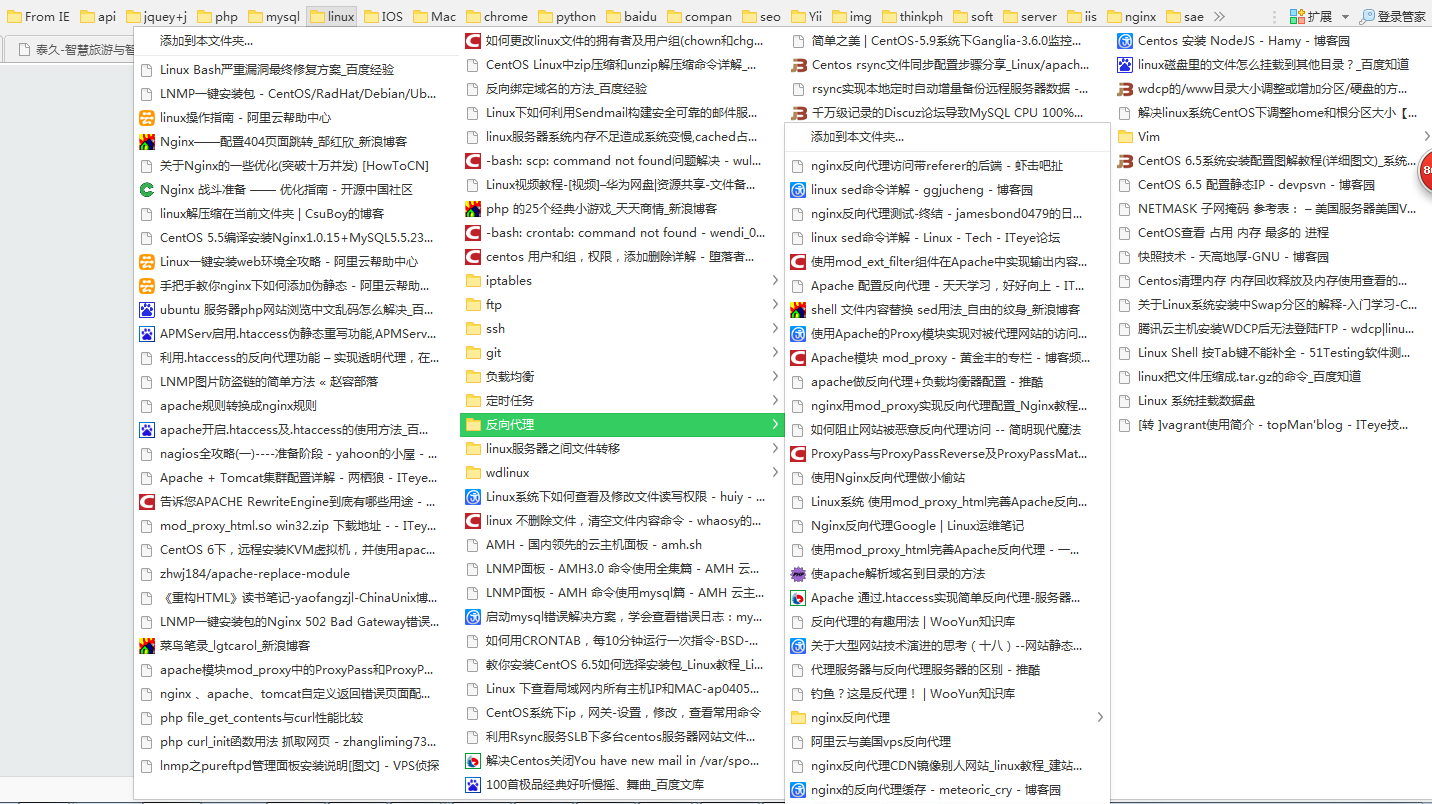 From IE
api
jquey+j
php
mysql
linux
IOS
Mac
chrome
python
baidu
compan
seo
Yii
img
thinkph
soft
server
iis
nginx
sae
扩展
登录管家
泰久-智慧旅游与智
添加到本文件夹...
Linux Bash严重漏洞最终修复方案_百度经验
LNMP一键安装包 - CentOS/RadHat/Debian/Ub...
linux操作指南 - 阿里云帮助中心
Nginx——配置404页面跳转_郜红欣_新浪博客
关于Nginx的一些优化(突破十万并发) [HowToCN]
Nginx 战斗准备 —— 优化指南 - 开源中国社区
linux解压缩在当前文件夹 | CsuBoy的博客
CentOS 5.5编译安装Nginx1.0.15+MySQL5.5.23...
Linux一键安装web环境全攻略 - 阿里云帮助中心
手把手教你nginx下如何添加伪静态 - 阿里云帮助...
ubuntu 服务器php网站浏览中文乱码怎么解决_百...
APMServ启用.htaccess伪静态重写功能,APMServ...
利用.htaccess的反向代理功能 – 实现透明代理，在...
LNMP图片防盗链的简单方法 « 赵容部落
apache规则转换成nginx规则
apache开启.htaccess及.htaccess的使用方法_百...
nagios全攻略(一)----准备阶段 - yahoon的小屋 - ...
Apache + Tomcat集群配置详解 - 两栖狼 - ITeye...
告诉您APACHE RewriteEngine到底有哪些用途 - ...
mod_proxy_html.so win32.zip 下载地址 - - ITey...
CentOS 6下，远程安装KVM虚拟机，并使用apac...
zhwj184/apache-replace-module
《重构HTML》读书笔记-yaofangzjl-ChinaUnix博...
LNMP一键安装包的Nginx 502 Bad Gateway错误...
菜鸟笔录_lgtcarol_新浪博客
apache模块mod_proxy中的ProxyPass和ProxyP...
nginx 、apache、tomcat自定义返回错误页面配...
php file_get_contents与curl性能比较
php curl_init函数用法 抓取网页 - zhangliming73...
lnmp之pureftpd管理面板安装说明[图文] - VPS侦探
如何更改linux文件的拥有者及用户组(chown和chg...
CentOS Linux中zip压缩和unzip解压缩命令详解_...
反向绑定域名的方法_百度经验
Linux下如何利用Sendmail构建安全可靠的邮件服...
linux服务器系统内存不足造成系统变慢,cached占...
-bash: scp: command not found问题解决 - wul...
Linux视频教程-[视频]–华为网盘|资源共享-文件备...
php 的25个经典小游戏_天天商情_新浪博客
-bash: crontab: command not found - wendi_0...
centos 用户和组，权限，添加删除详解 - 堕落者...
iptables
ftp
ssh
git
负载均衡
定时任务
反向代理
linux服务器之间文件转移
wdlinux
Linux系统下如何查看及修改文件读写权限 - huiy - ...
linux 不删除文件，清空文件内容命令 - whaosy的...
AMH - 国内领先的云主机面板 - amh.sh
LNMP面板 - AMH3.0 命令使用全集篇 - AMH 云...
LNMP面板 - AMH 命令使用mysql篇 - AMH 云主...
启动mysql错误解决方案，学会查看错误日志：my...
如何用CRONTAB，每10分钟运行一次指令-BSD-...
教你安装CentOS 6.5如何选择安装包_Linux教程_Li...
Linux 下查看局域网内所有主机IP和MAC-ap0405...
CentOS系统下ip，网关-设置，修改，查看常用命令
利用Rsync服务SLB下多台centos服务器网站文件...
解决Centos关闭You have new mail in /var/spo...
100首极品经典好听慢摇、舞曲_百度文库
简单之美 | CentOS-5.9系统下Ganglia-3.6.0监控...
Centos rsync文件同步配置步骤分享_Linux/apach...
rsync实现本地定时自动增量备份远程服务器数据 -...
千万级记录的Discuz论坛导致MySQL CPU 100%...
添加到本文件夹...
nginx反向代理访问带referer的后端 - 虾击吧扯
linux sed命令详解 - ggjucheng - 博客园
nginx反向代理测试-终结 - jamesbond0479的日...
linux sed命令详解 - Linux - Tech - ITeye论坛
使用mod_ext_filter组件在Apache中实现输出内容...
Apache 配置反向代理 - 天天学习，好好向上 - IT...
shell 文件内容替换 sed用法_自由的纹身_新浪博客
使用Apache的Proxy模块实现对被代理网站的访问...
Apache模块 mod_proxy - 黄金丰的专栏 - 博客频...
apache做反向代理+负载均衡器配置 - 推酷
nginx用mod_proxy实现反向代理配置_Nginx教程...
如何阻止网站被恶意反向代理访问 -- 简明现代魔法
ProxyPass与ProxyPassReverse及ProxyPassMat...
使用Nginx反向代理做小偷站
Linux系统 使用mod_proxy_html完善Apache反向...
Nginx反向代理Google | Linux运维笔记
使用mod_proxy_html完善Apache反向代理 - 一...
使apache解析域名到目录的方法
Apache 通过.htaccess实现简单反向代理-服务器...
反向代理的有趣用法 | WooYun知识库
关于大型网站技术演进的思考（十八）--网站静态...
代理服务器与反向代理服务器的区别 - 推酷
钓鱼？这是反代理！ | WooYun知识库
nginx反向代理
阿里云与美国vps反向代理
nginx反向代理CDN镜像别人网站_linux教程_建站...
nginx的反向代理缓存 - meteoric_cry - 博客园
Centos 安装 NodeJS - Hamy - 博客园
linux磁盘里的文件怎么挂载到其他目录？_百度知道
wdcp的/www目录大小调整或增加分区/硬盘的方...
解决linux系统CentOS下调整home和根分区大小【...
Vim
CentOS 6.5系统安装配置图解教程(详细图文)_系统...
CentOS 6.5 配置静态IP - devpsvn - 博客园
NETMASK 子网掩码 参考表： – 美国服务器美国V...
CentOS查看 占用 内存 最多的 进程
快照技术 - 天高地厚-GNU - 博客园
Centos清理内存 内存回收释放及内存使用查看的...
关于Linux系统安装中Swap分区的解释-入门学习-C...
腾讯云主机安装WDCP后无法登陆FTP - wdcp|linu...
Linux Shell 按Tab键不能补全 - 51Testing软件测...
linux把文件压缩成.tar.gz的命令_百度知道
Linux 系统挂载数据盘
[转 ]vagrant使用简介 - topMan'blog - ITeye技...